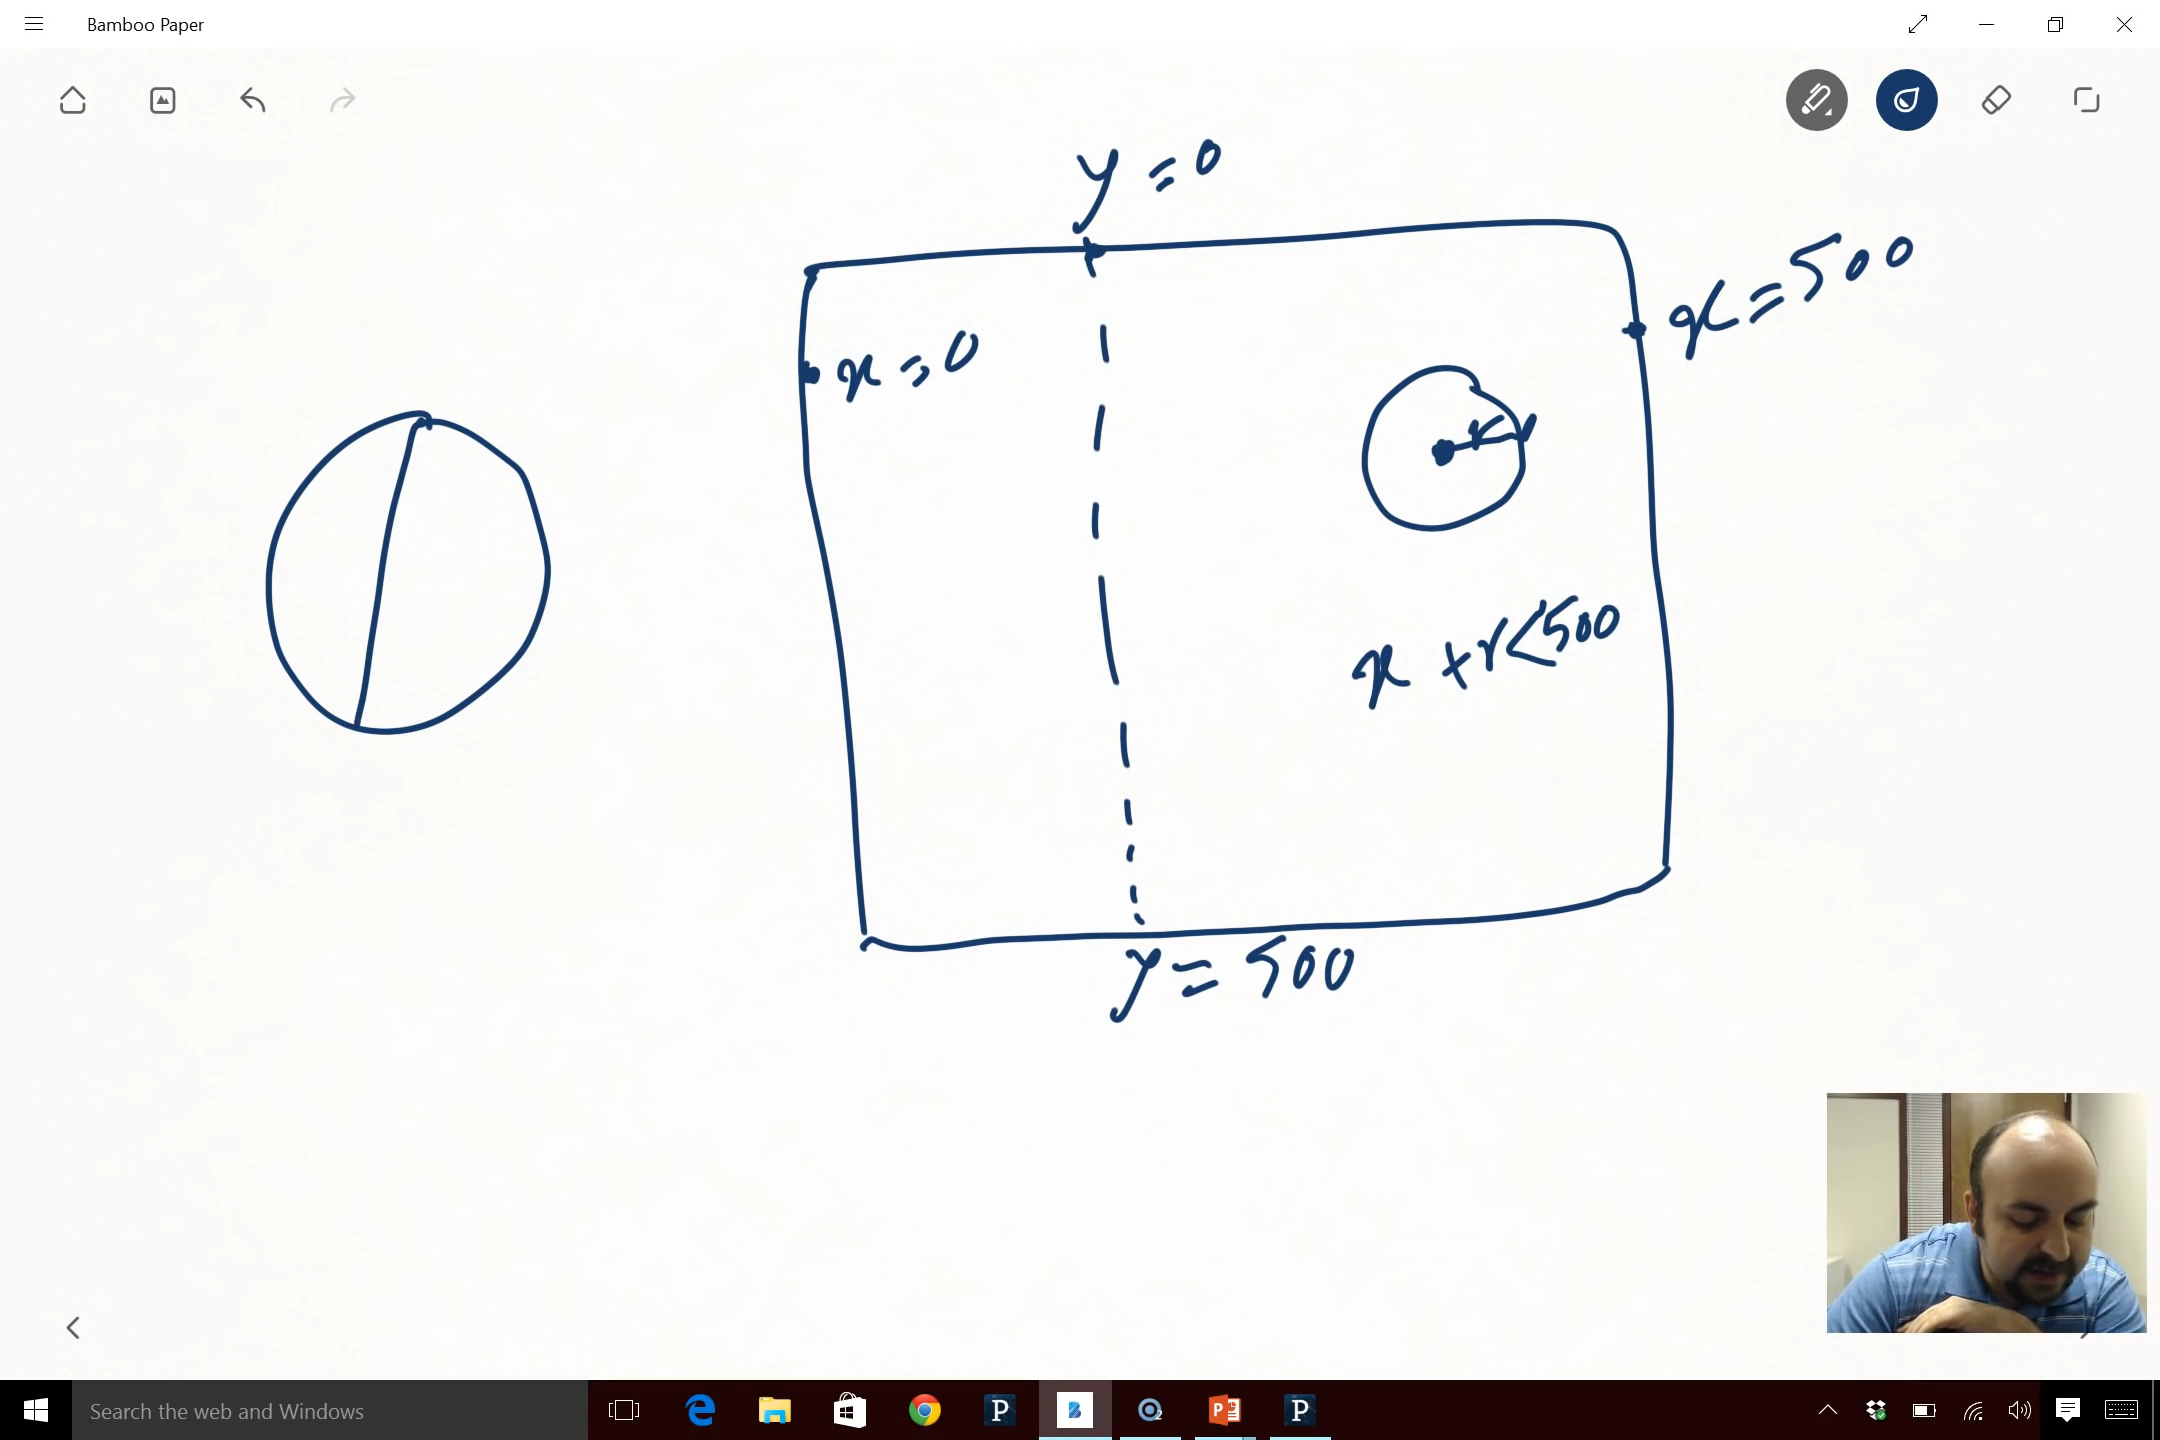 Bamboo Paper
y = 0
x = 500
x = 0
r
x + r < 500
y = 500
Search the web and Windows